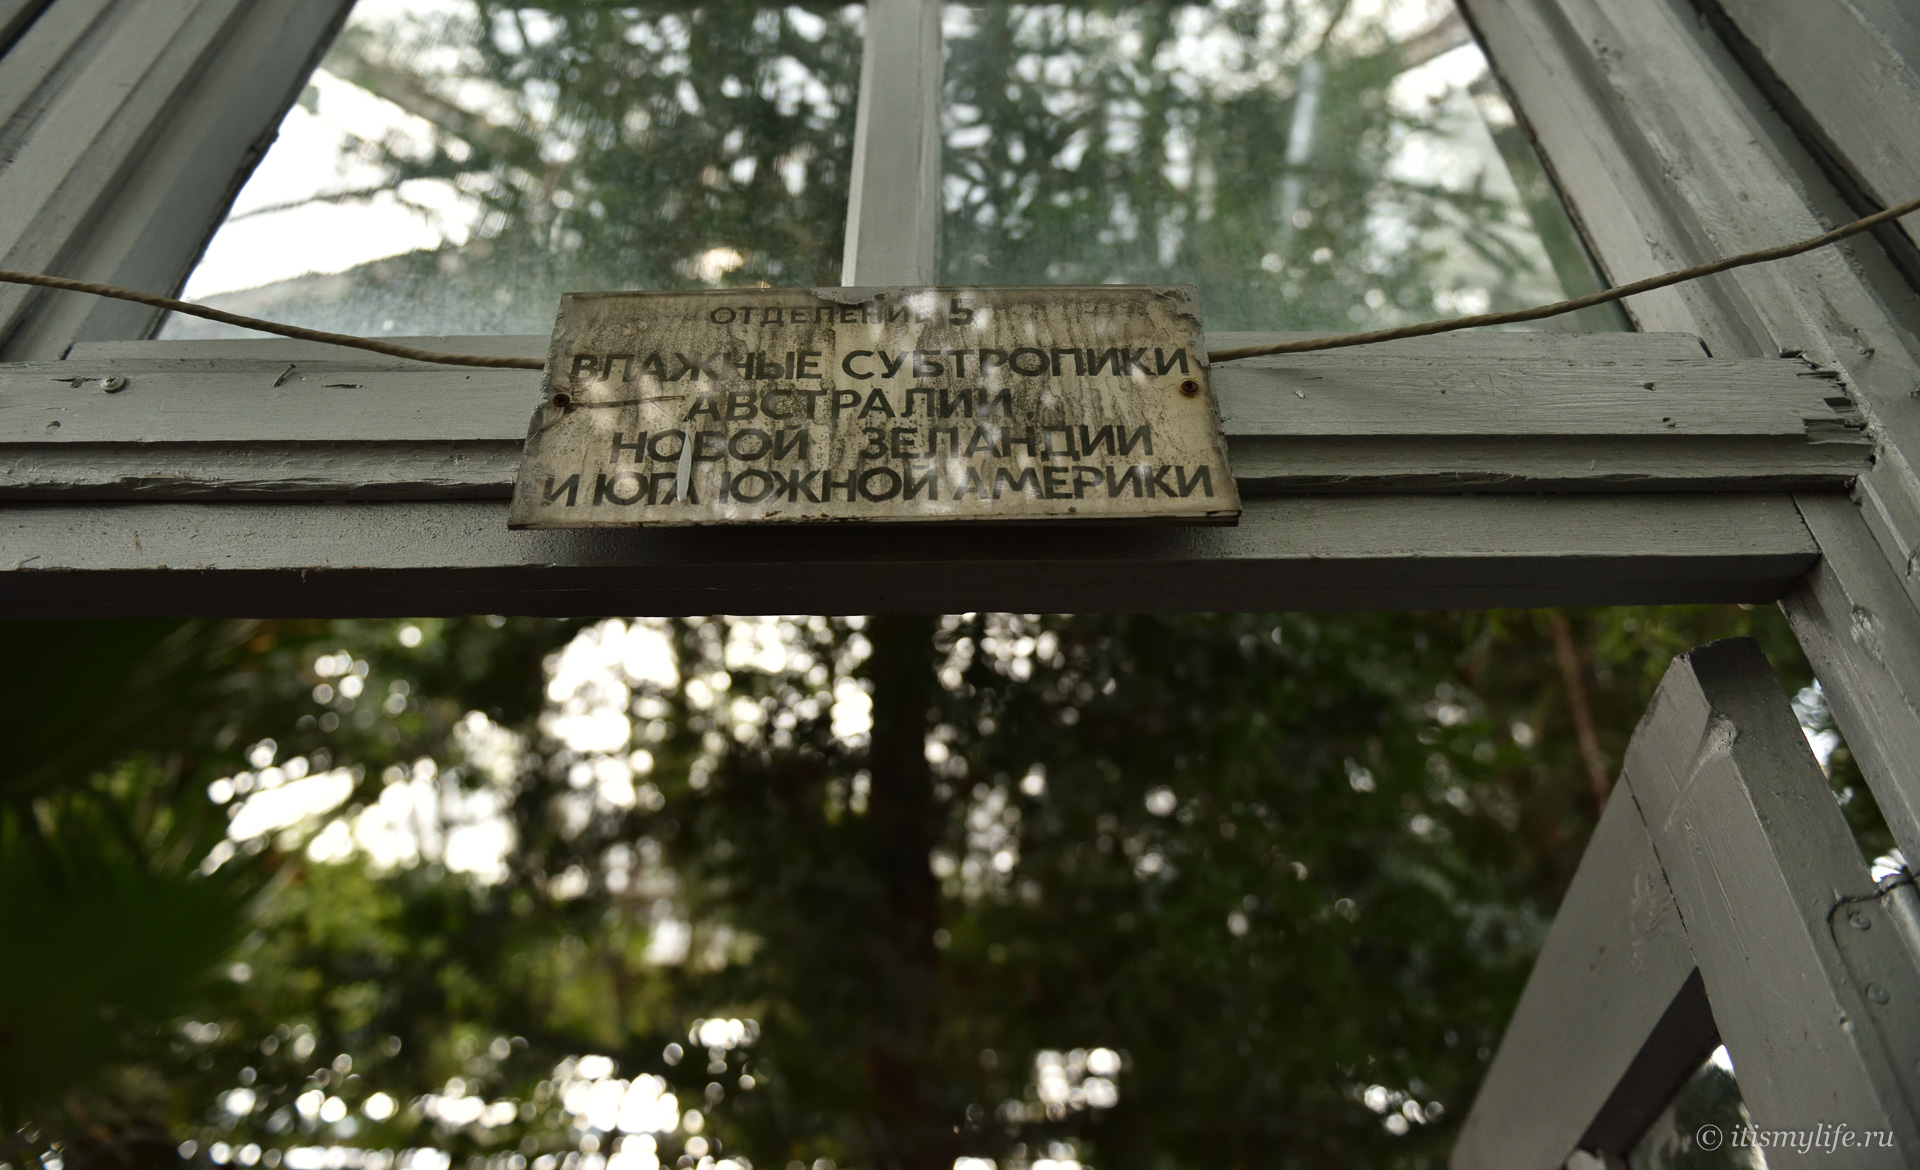 ОТДЕЛЕНИЕ 5
ВЛАЖНЫЕ СУБТРОПИКИ
АВСТРАЛИИ
НОВОЙ ЗЕЛАНДИИ
И ЮГА ЮЖНОЙ АМЕРИКИ
© itismylife.ru